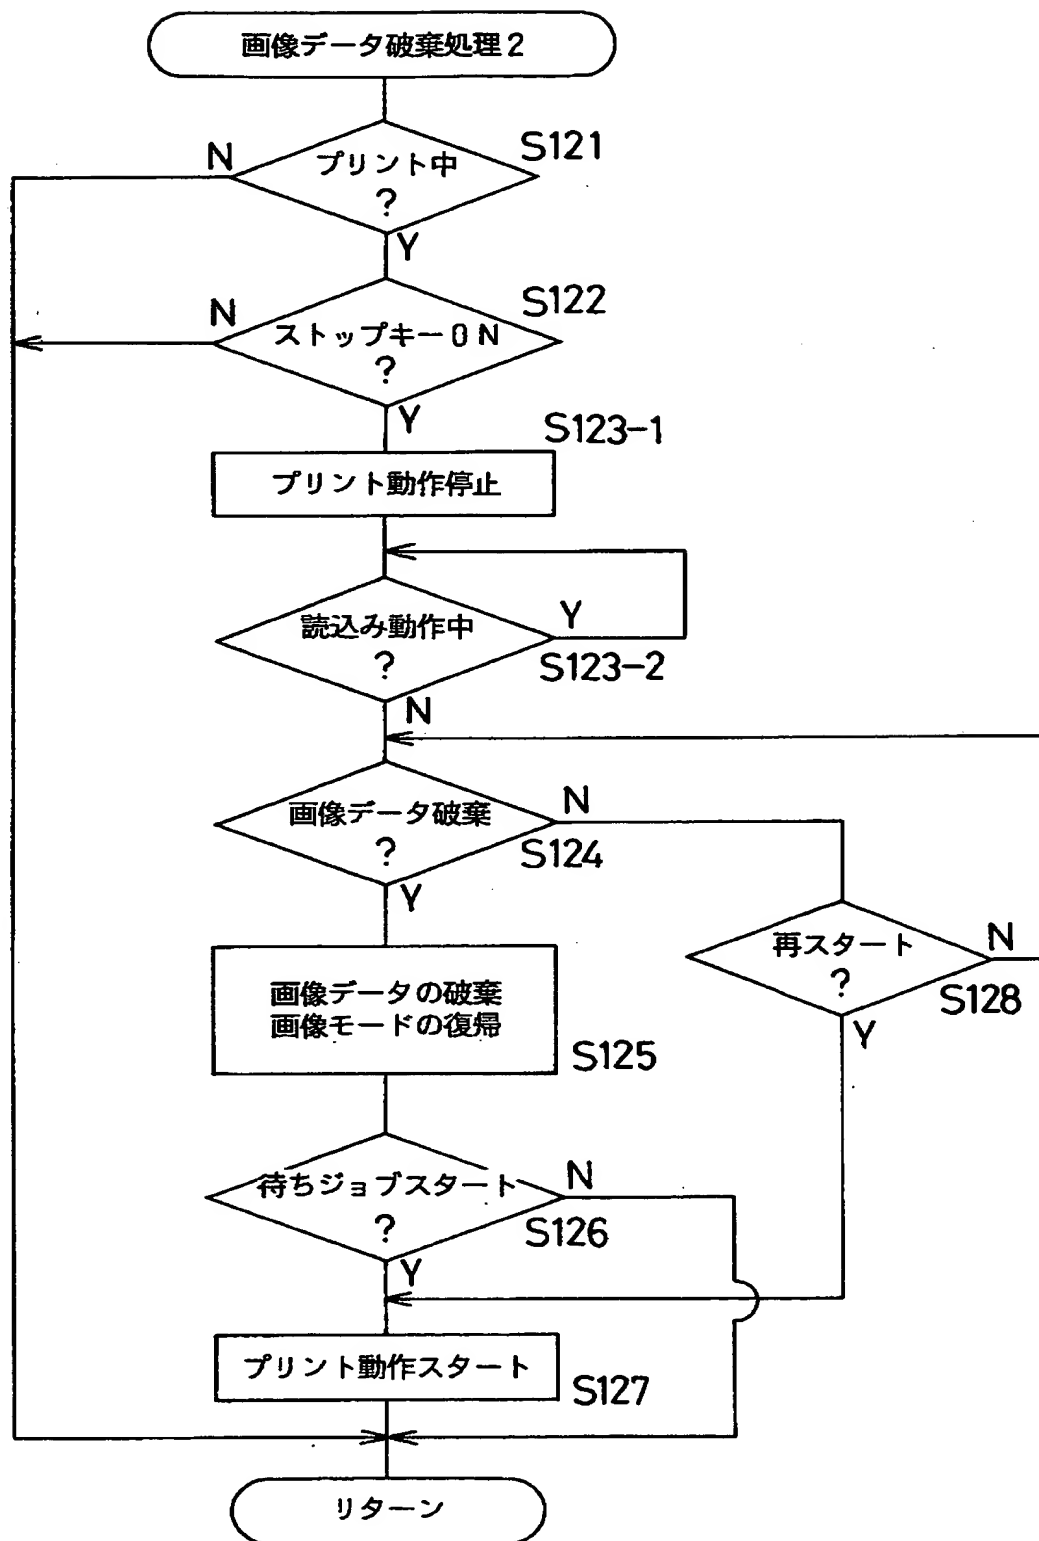 画像データ破棄処理2
プリント中
?
S121
N
Y
ストップキーON
?
S122
N
Y
S123-1
プリント動作停止
読込み動作中
?
Y
S123-2
N
画像データ破棄
?
N
S124
Y
再スタート
?
N
S128
Y
画像データの破棄
画像モードの復帰
S125
待ちジョブスタート
?
N
S126
Y
プリント動作スタート
S127
リターン